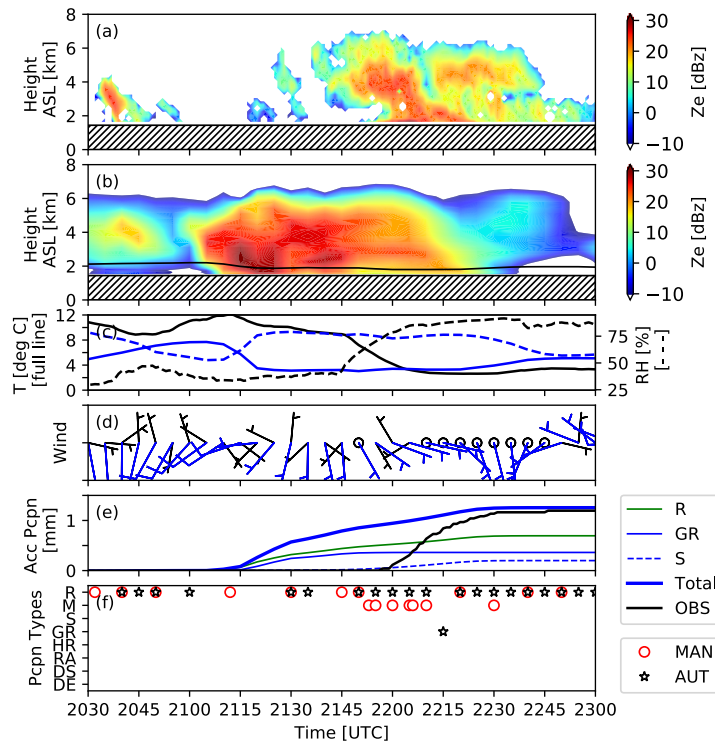 (a)
8
6
4
2
0
Height
ASL [km]
30
20
10
0
−10
Ze [dBz]
(b)
8
6
4
2
0
Height
ASL [km]
30
20
10
0
−10
Ze [dBz]
(c)
12
8
4
0
T [deg C]
[full line]
75
50
25
RH [%]
[- - -]
(d)
Wind
(e)
1
0
Acc Pcpn
[mm]
R
GR
S
Total
OBS
(f)
R
M
S
GR
HR
RA
DS
DE
Pcpn Types
MAN
AUT
2030 2045 2100 2115 2130 2145 2200 2215 2230 2245 2300
Time [UTC]